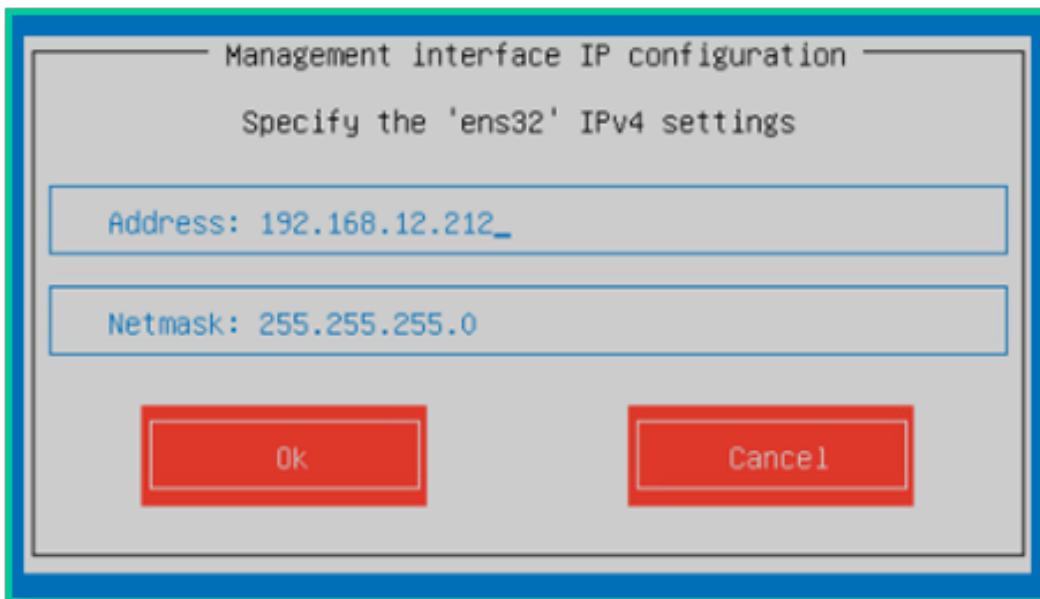 Management interface IP configuration
Specify the 'ens32' IPv4 settings
Address: 192.168.12.212_
Netmask: 255.255.255.0
Ok Cancel